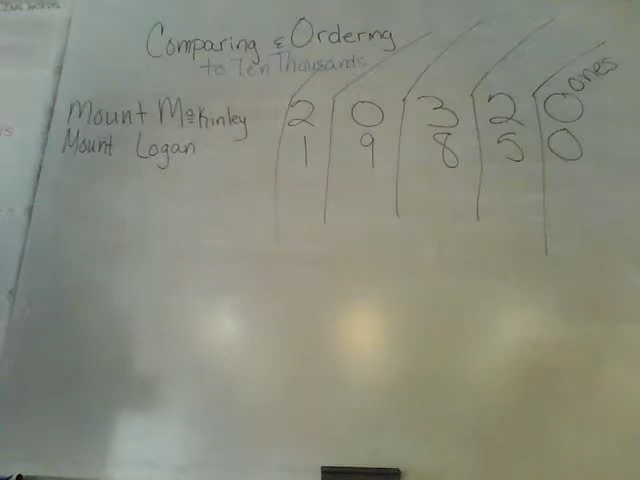 Comparing & Ordering
to Ten Thousands
ones
Mount McKinley 2 0 3 2 0
Mount Logan 1 9 8 5 0